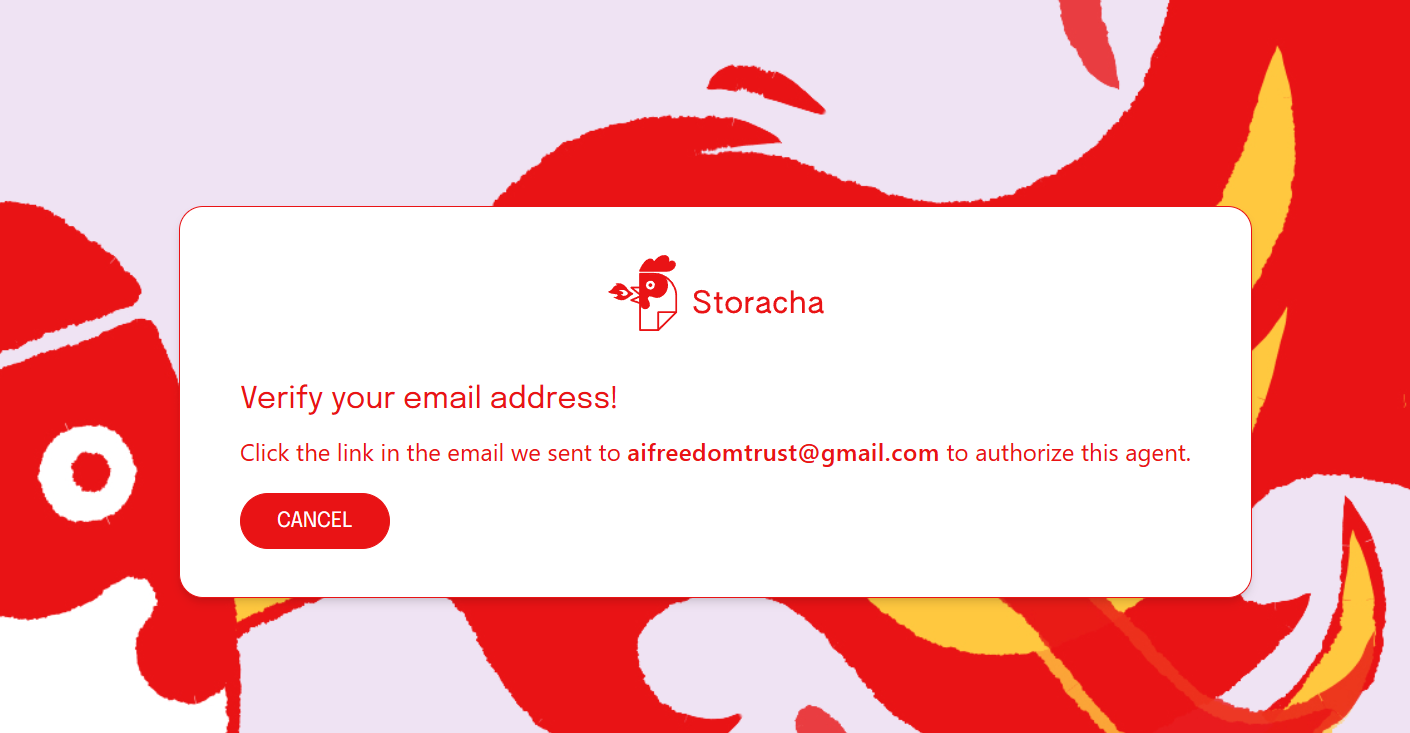 Storacha
Verify your email address!
Click the link in the email we sent to aifreedomtrust@gmail.com to authorize this agent.
CANCEL